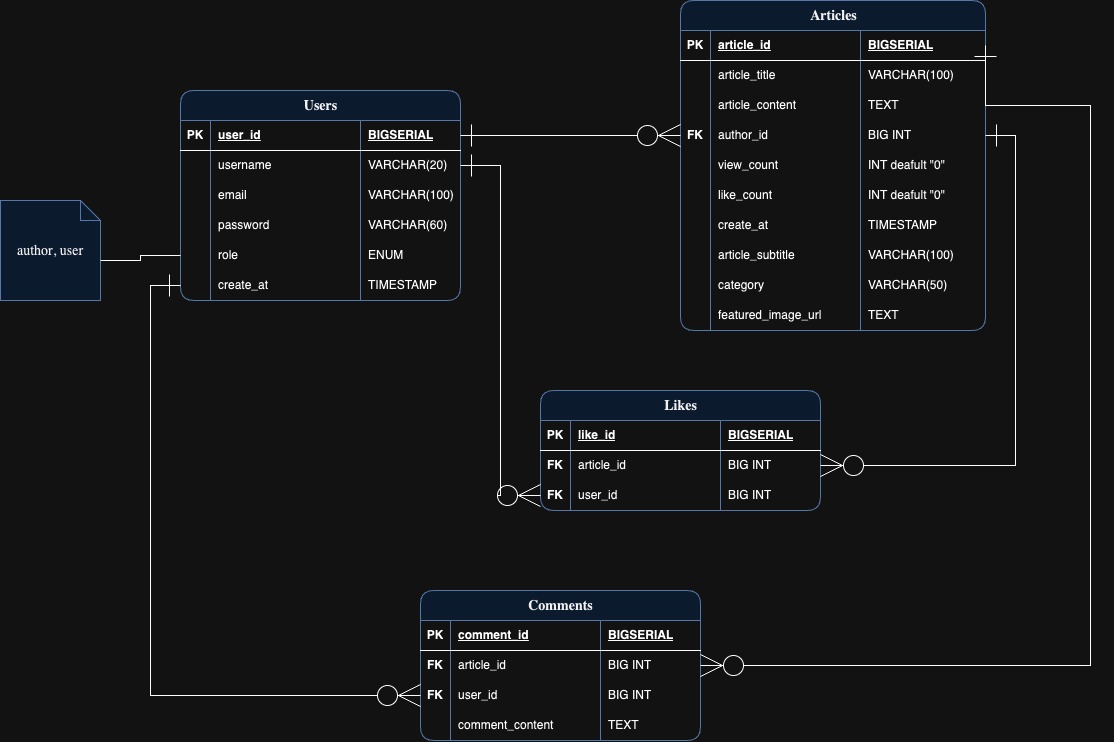 Articles
PK article_id BIGSERIAL
article_title VARCHAR(100)
article_content TEXT
FK author_id BIG INT
view_count INT deafult "0"
like_count INT deafult "0"
create_at TIMESTAMP
article_subtitle VARCHAR(100)
category VARCHAR(50)
featured_image_url TEXT
Users
PK user_id BIGSERIAL
username VARCHAR(20)
email VARCHAR(100)
password VARCHAR(60)
role ENUM
create_at TIMESTAMP
author, user
Likes
PK like_id BIGSERIAL
FK article_id BIG INT
FK user_id BIG INT
Comments
PK comment_id BIGSERIAL
FK article_id BIG INT
FK user_id BIG INT
comment_content TEXT